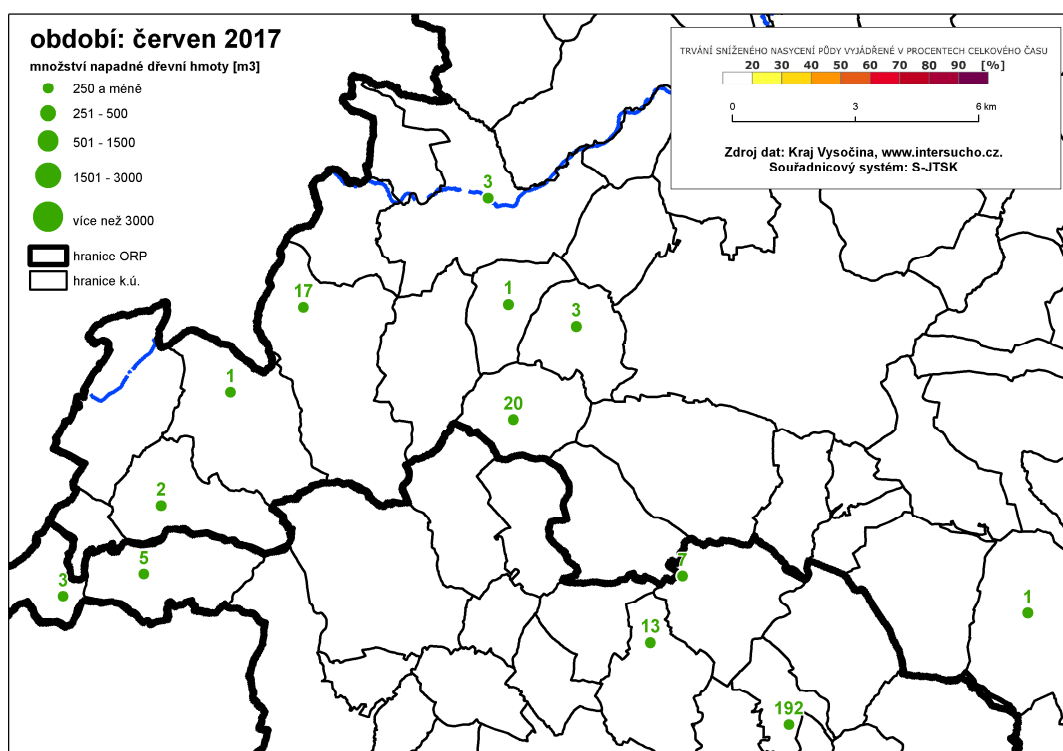 období: červen 2017
množství napadné dřevní hmoty [m3]
250 a méně
251 - 500
501 - 1500
1501 - 3000
více než 3000
hranice ORP
hranice k.ú.
TRVÁNÍ SNÍŽENÉHO NASYCENÍ PŮDY VYJÁDŘENÉ V PROCENTECH CELKOVÉHO ČASU
20 30 40 50 60 70 80 90 [%]
0 3 6 km
Zdroj dat: Kraj Vysočina, www.intersucho.cz.
Souřadnicový systém: S-JTSK
3
17
1
3
1
20
2
5
3
7
13
1
192